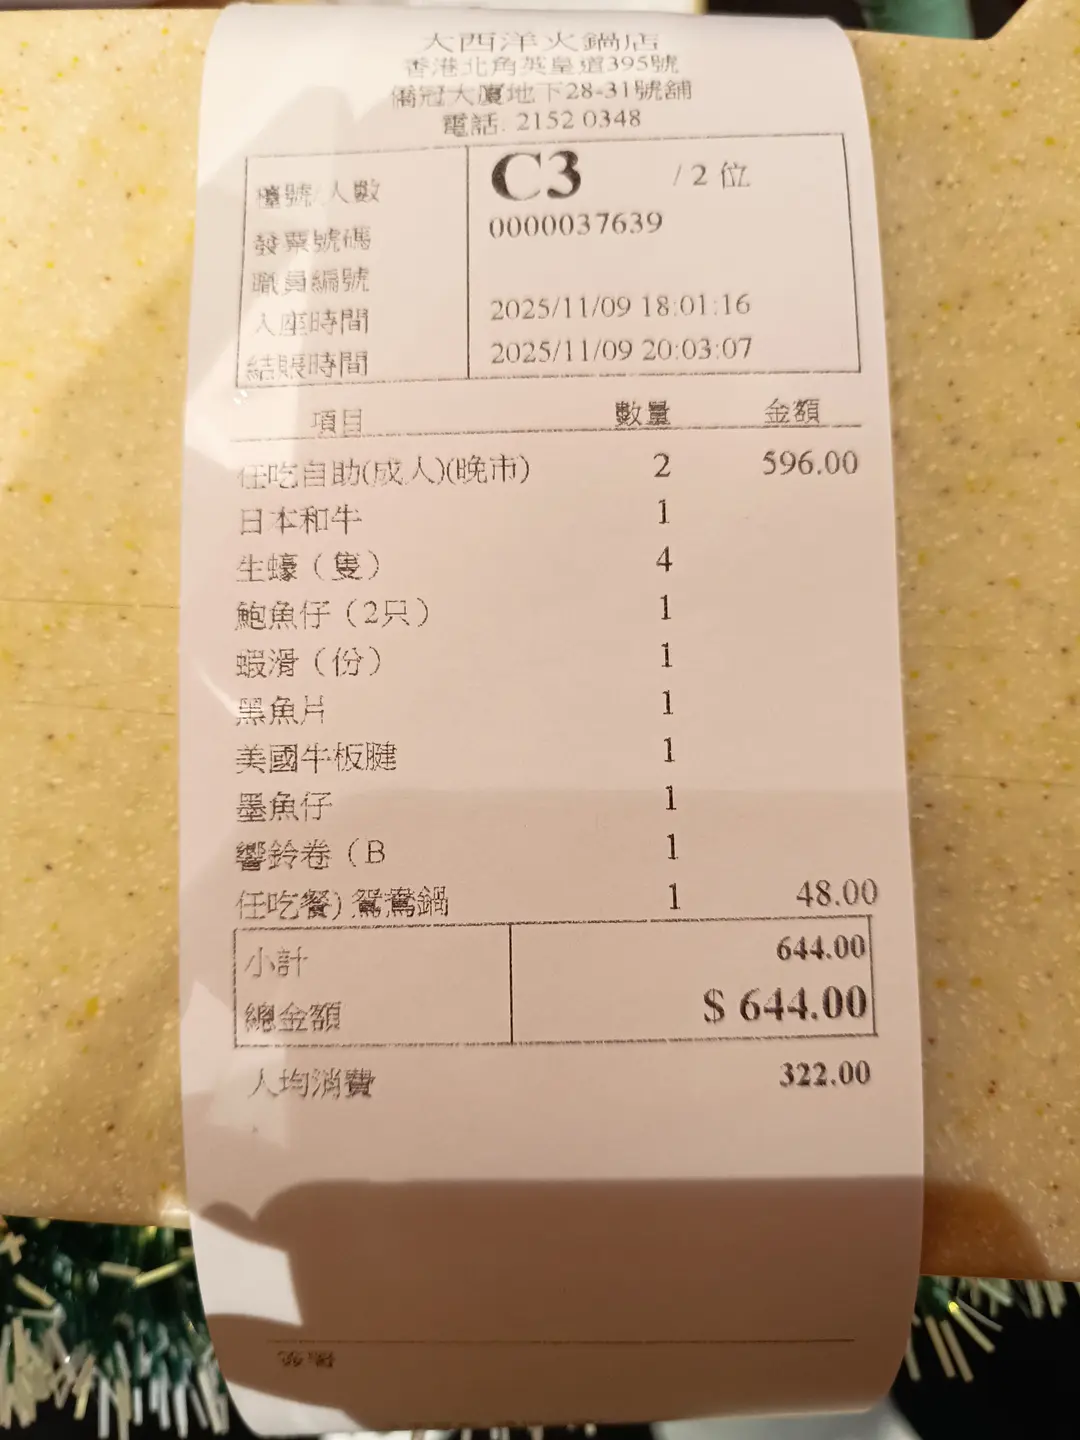 大西洋火鍋店
香港北角英皇道395號
僑冠大廈地下28-31號舖
電話. 2152 0348
檯號/人數 C3 / 2 位
發票號碼 0000037639
職員編號
入座時間 2025/11/09 18:01:16
結賬時間 2025/11/09 20:03:07
項目 數量 金額
任吃自助(成人)(晚市) 2 596.00
日本和牛 1
生蠔（隻） 4
鮑魚仔（2只） 1
蝦滑（份） 1
黑魚片 1
美國牛板腱 1
墨魚仔 1
響鈴卷（B 1
任吃餐) 鴛鴦鍋 1 48.00
小計 644.00
總金額 $ 644.00
人均消費 322.00